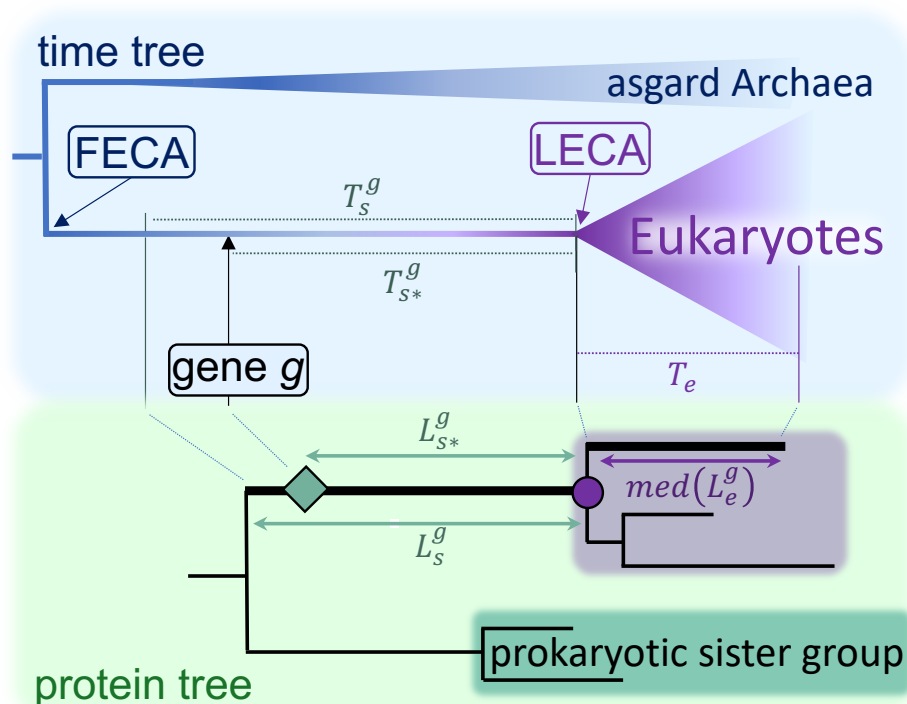 time tree
asgard Archaea
FECA
LECA
$T_s^g$
Eukaryotes
$T_{s*}^g$
gene g
$T_e$
$L_{s*}^g$
$med(L_e^g)$
$L_s^g$
prokaryotic sister group
protein tree